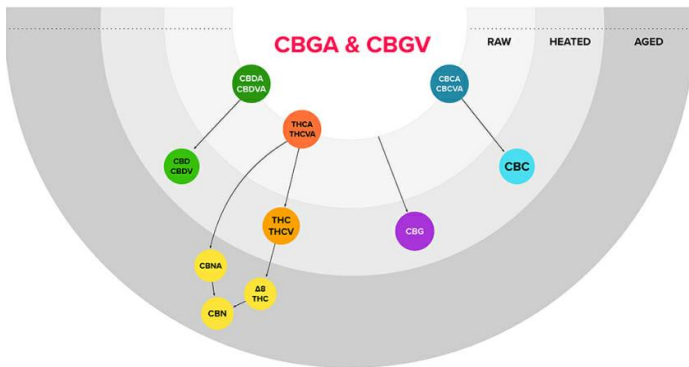 CBGA & CBGV
RAW
HEATED
AGED
CBDA
CBDVA
CBCA
CBCVA
THCA
THCVA
CBD
CBDV
CBC
THC
THCV
CBG
CBNA
Δ8
THC
CBN